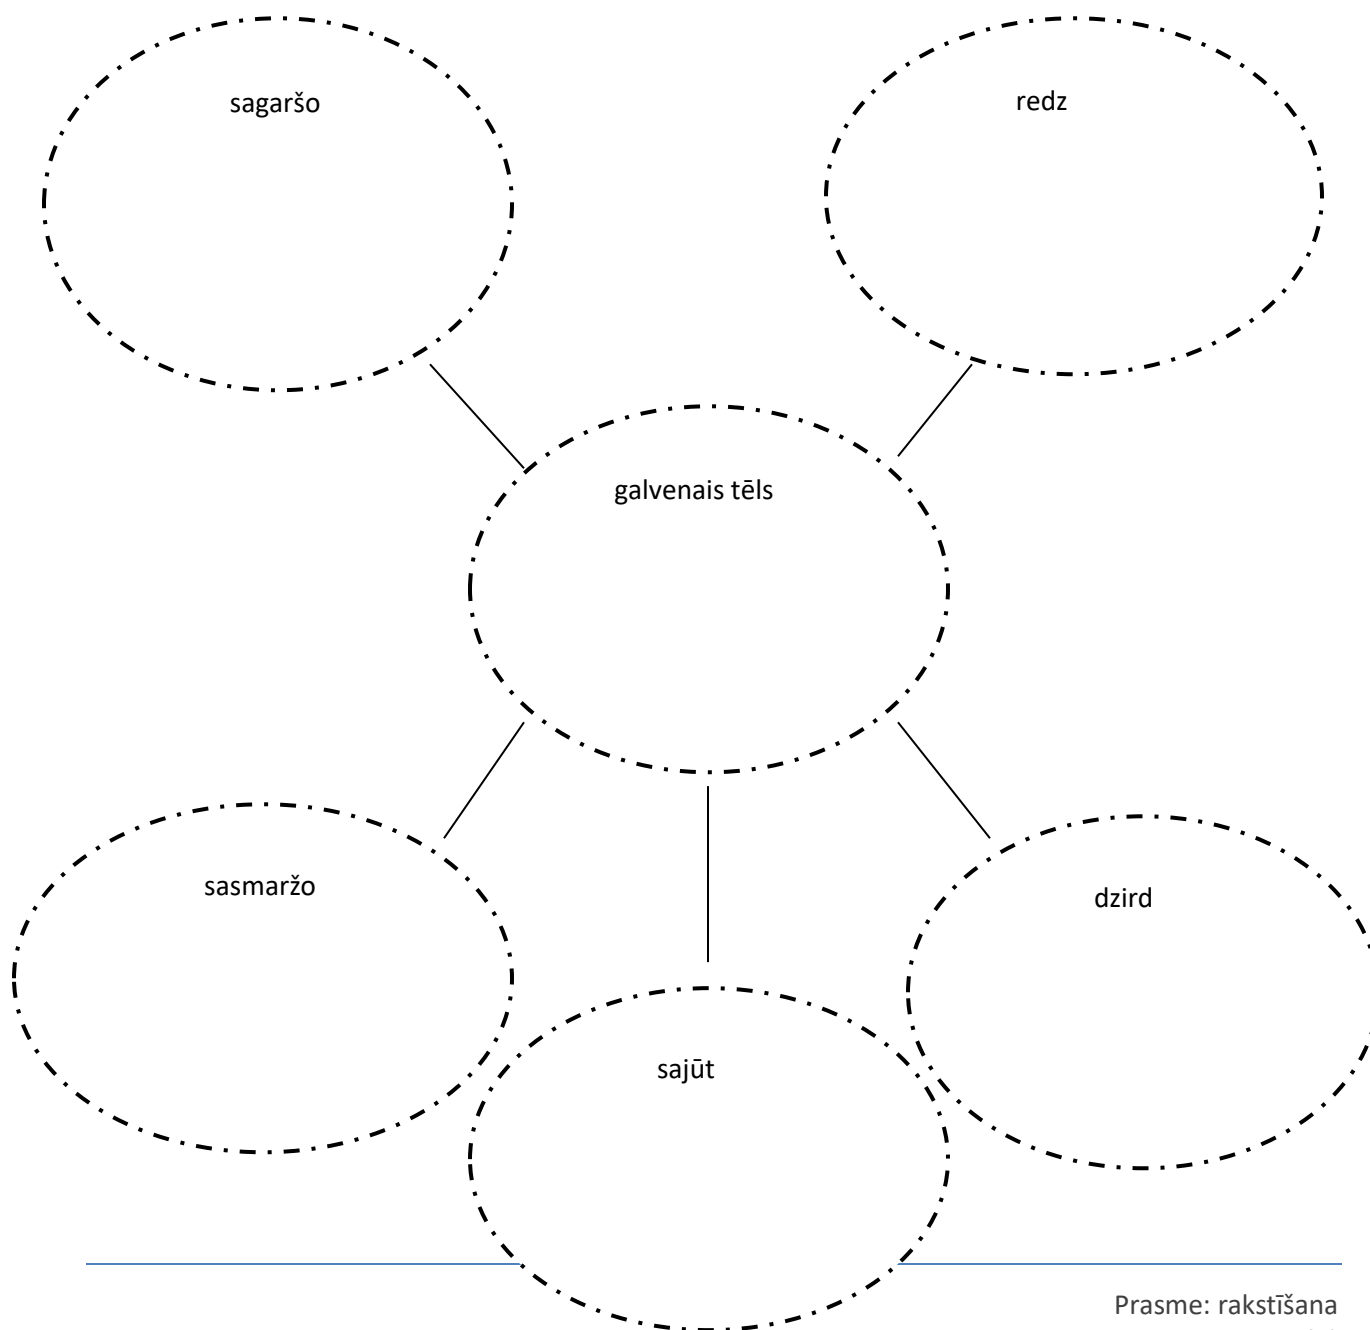 sagaršo
redz
galvenais tēls
sasmaržo
dzird
sajūt
Prasme: rakstīšana